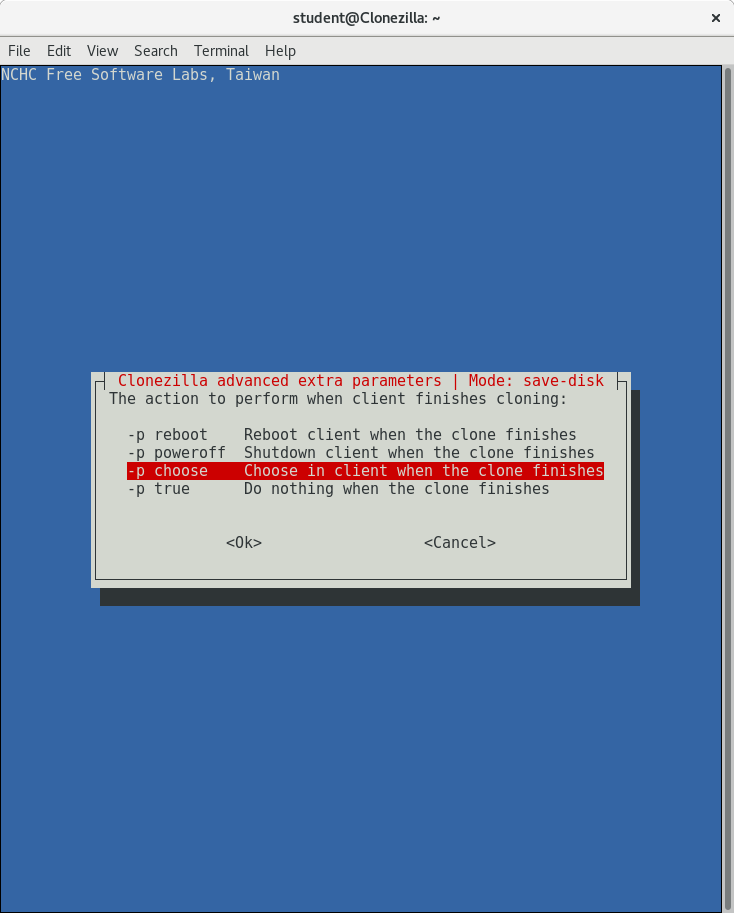 student@Clonezilla: ~
File Edit View Search Terminal Help
NCHC Free Software Labs, Taiwan
Clonezilla advanced extra parameters | Mode: save-disk
The action to perform when client finishes cloning:
-p reboot Reboot client when the clone finishes
-p poweroff Shutdown client when the clone finishes
-p choose Choose in client when the clone finishes
-p true Do nothing when the clone finishes
<Ok> <Cancel>